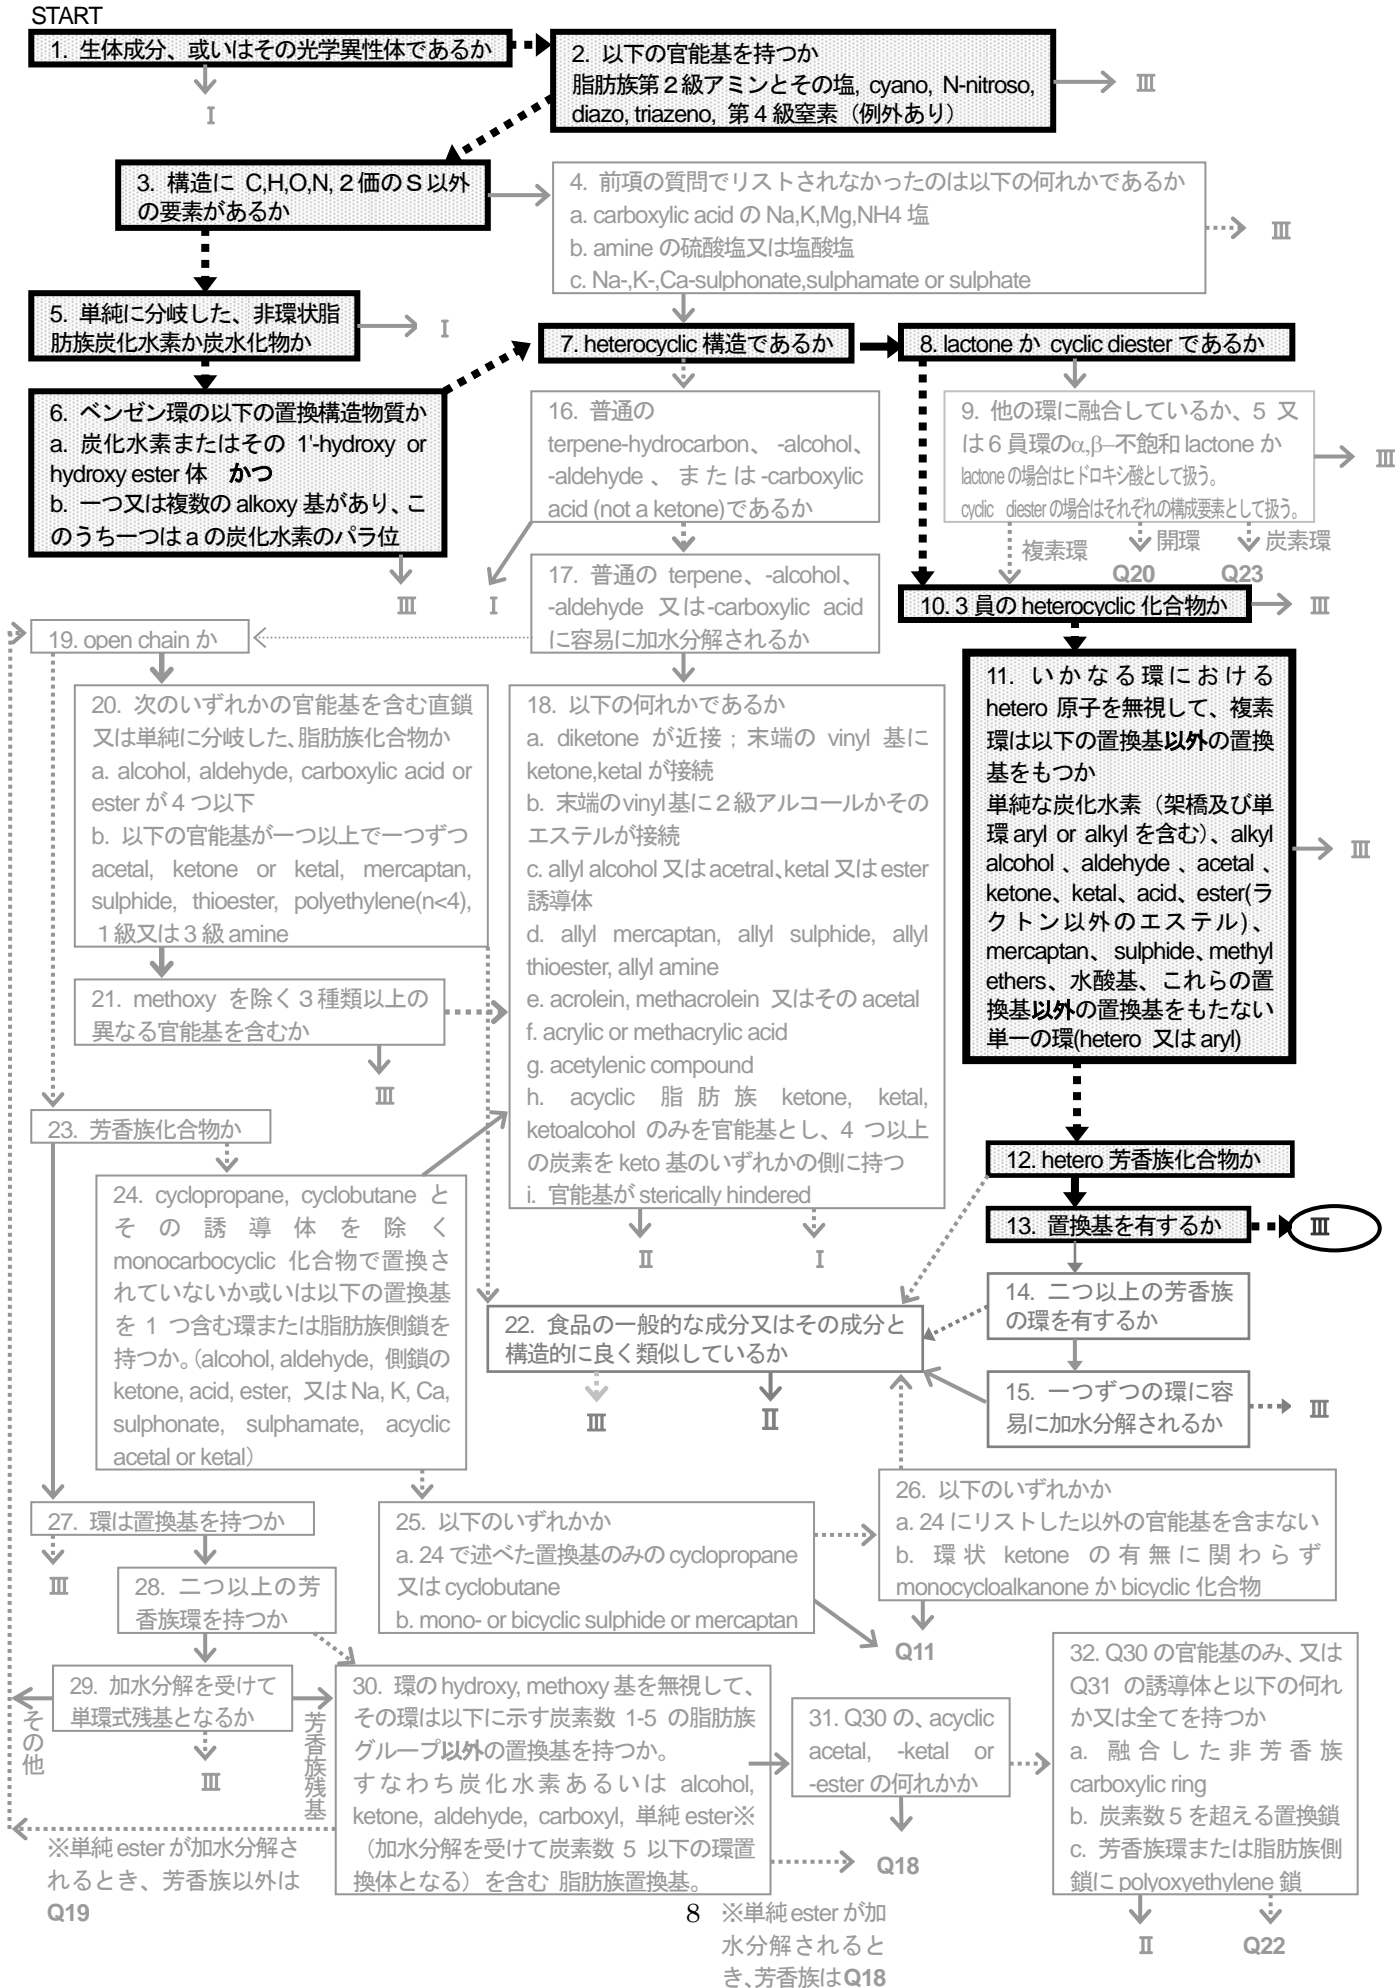 START
1. 生体成分、或いはその光学異性体であるか
I
2. 以下の官能基を持つか
脂肪族第２級アミンとその塩, cyano, N-nitroso,
diazo, triazeno, 第４級窒素（例外あり）
Ⅲ
3. 構造に C,H,O,N,２価のＳ以外
の要素があるか
4. 前項の質問でリストされなかったのは以下の何れかであるか
a. carboxylic acid の Na,K,Mg,NH4 塩
b. amine の硫酸塩又は塩酸塩
c. Na-,K-,Ca-sulphonate,sulphamate or sulphate
Ⅲ
5. 単純に分岐した、非環状脂
肪族炭化水素か炭水化物か
I
6. ベンゼン環の以下の置換構造物質か
a. 炭化水素またはその 1'-hydroxy or
hydroxy ester 体　かつ
b. 一つ又は複数の alkoxy 基があり、こ
のうち一つは a の炭化水素のパラ位
Ⅲ
7. heterocyclic 構造であるか
8. lactone か cyclic diester であるか
9. 他の環に融合しているか、5 又
は 6 員環のα,β–不飽和 lactone か
lactone の場合はヒドロキシ酸として扱う。
cyclic diester の場合はそれぞれの構成要素として扱う。
Ⅲ
複素環
開環
炭素環
Q20
Q23
10. 3 員の heterocyclic 化合物か
Ⅲ
11. いかなる環における
hetero 原子を無視して、複素
環は以下の置換基以外の置換
基をもつか
単純な炭化水素（架橋及び単
環 aryl or alkyl を含む）、alkyl
alcohol、aldehyde、acetal、
ketone、ketal、acid、ester(ラ
クトン以外のエステル)、
mercaptan、sulphide、methyl
ethers、水酸基、これらの置
換基以外の置換基をもたない
単一の環(hetero 又は aryl)
Ⅲ
12. hetero 芳香族化合物か
13. 置換基を有するか
Ⅲ
14. 二つ以上の芳香族
の環を有するか
15. 一つずつの環に容
易に加水分解されるか
Ⅲ
16. 普通の
terpene-hydrocarbon、-alcohol、
-aldehyde、または-carboxylic
acid (not a ketone)であるか
I
17. 普通の terpene、-alcohol、
-aldehyde 又は-carboxylic acid
に容易に加水分解されるか
18. 以下の何れかであるか
a. diketone が近接；末端の vinyl 基に
ketone,ketal が接続
b. 末端の vinyl 基に２級アルコールかその
エステルが接続
c. allyl alcohol 又は acetral、ketal 又は ester
誘導体
d. allyl mercaptan, allyl sulphide, allyl
thioester, allyl amine
e. acrolein, methacrolein 又はその acetal
f. acrylic or methacrylic acid
g. acetylenic compound
h. acyclic 脂肪族 ketone, ketal,
ketoalcohol のみを官能基とし、4 つ以上
の炭素を keto 基のいずれかの側に持つ
i. 官能基が sterically hindered
Ⅱ
I
19. open chain か
20. 次のいずれかの官能基を含む直鎖
又は単純に分岐した、脂肪族化合物か
a. alcohol, aldehyde, carboxylic acid or
ester が 4 つ以下
b. 以下の官能基が一つ以上で一つずつ
acetal, ketone or ketal, mercaptan,
sulphide, thioester, polyethylene(n<4),
１級又は３級 amine
21. methoxy を除く３種類以上の
異なる官能基を含むか
Ⅲ
22. 食品の一般的な成分又はその成分と
構造的に良く類似しているか
Ⅲ
Ⅱ
23. 芳香族化合物か
24. cyclopropane, cyclobutane と
その誘導体を除く
monocarbocyclic 化合物で置換さ
れていないか或いは以下の置換基
を 1 つ含む環または脂肪族側鎖を
持つか。(alcohol, aldehyde, 側鎖の
ketone, acid, ester, 又は Na, K, Ca,
sulphonate, sulphamate, acyclic
acetal or ketal）
25. 以下のいずれかか
a. 24 で述べた置換基のみの cyclopropane
又は cyclobutane
b. mono- or bicyclic sulphide or mercaptan
Q11
26. 以下のいずれかか
a. 24 にリストした以外の官能基を含まない
b. 環状 ketone の有無に関わらず
monocycloalkanone か bicyclic 化合物
27. 環は置換基を持つか
Ⅲ
28. 二つ以上の芳
香族環を持つか
29. 加水分解を受けて
単環式残基となるか
その他
芳香族残基
Ⅲ
30. 環の hydroxy, methoxy 基を無視して、
その環は以下に示す炭素数 1-5 の脂肪族
グループ以外の置換基を持つか。
すなわち炭化水素あるいは alcohol,
ketone, aldehyde, carboxyl, 単純 ester※
（加水分解を受けて炭素数 5 以下の環置
換体となる）を含む 脂肪族置換基。
31. Q30 の、acyclic
acetal, -ketal or
-ester の何れかか
Q18
32. Q30 の官能基のみ、又は
Q31 の誘導体と以下の何れ
か又は全てを持つか
a. 融合した非芳香族
carboxylic ring
b. 炭素数 5 を超える置換鎖
c. 芳香族環または脂肪族側
鎖に polyoxyethylene 鎖
Ⅱ
Q22
※単純 ester が加水分解さ
れるとき、芳香族以外は
Q19
8
※単純 ester が加
水分解されると
き、芳香族は Q18